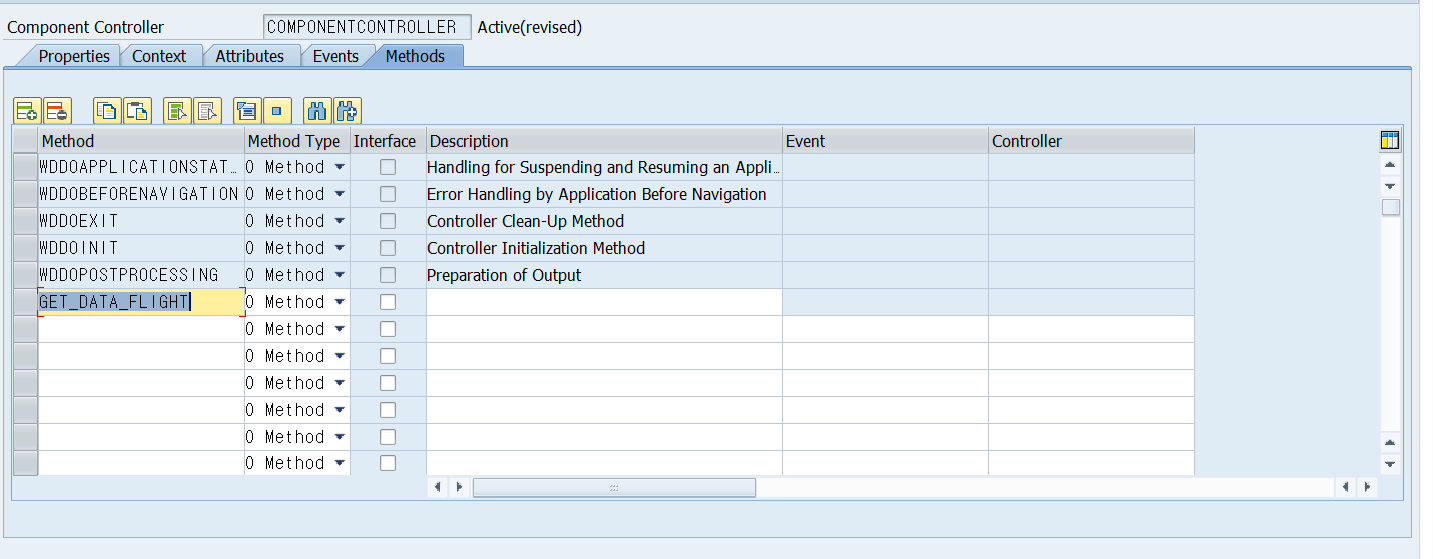 Component Controller COMPONENTCONTROLLER Active(revised)
Properties Context Attributes Events Methods
Method Method Type Interface Description Event Controller
WDDOAPPLICATIONSTAT… 0 Method Handling for Suspending and Resuming an Appli…
WDDOBEFORENAVIGATION 0 Method Error Handling by Application Before Navigation
WDDOEXIT 0 Method Controller Clean-Up Method
WDDOINIT 0 Method Controller Initialization Method
WDDOPOSTPROCESSING 0 Method Preparation of Output
GET_DATA_FLIGHT 0 Method
0 Method
0 Method
0 Method
0 Method
0 Method
0 Method